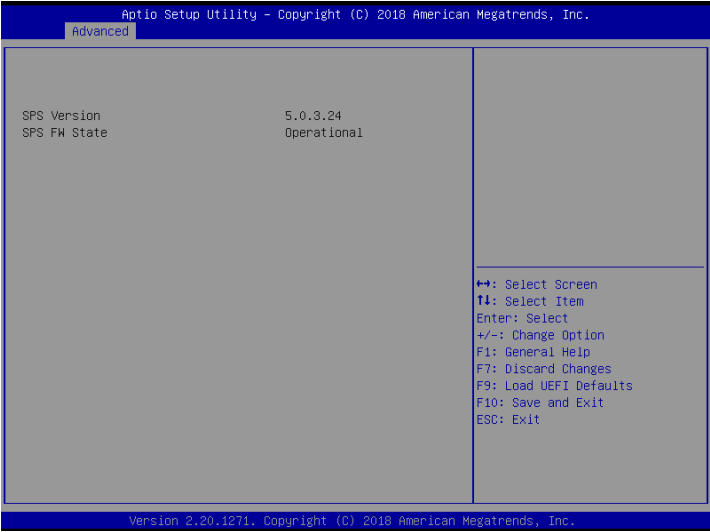 Aptio Setup Utility – Copyright (C) 2018 American Megatrends, Inc.
Advanced
SPS Version 5.0.3.24
SPS FW State Operational
↔: Select Screen
↑↓: Select Item
Enter: Select
+/-: Change Option
F1: General Help
F7: Discard Changes
F9: Load UEFI Defaults
F10: Save and Exit
ESC: Exit
Version 2.20.1271. Copyright (C) 2018 American Megatrends, Inc.